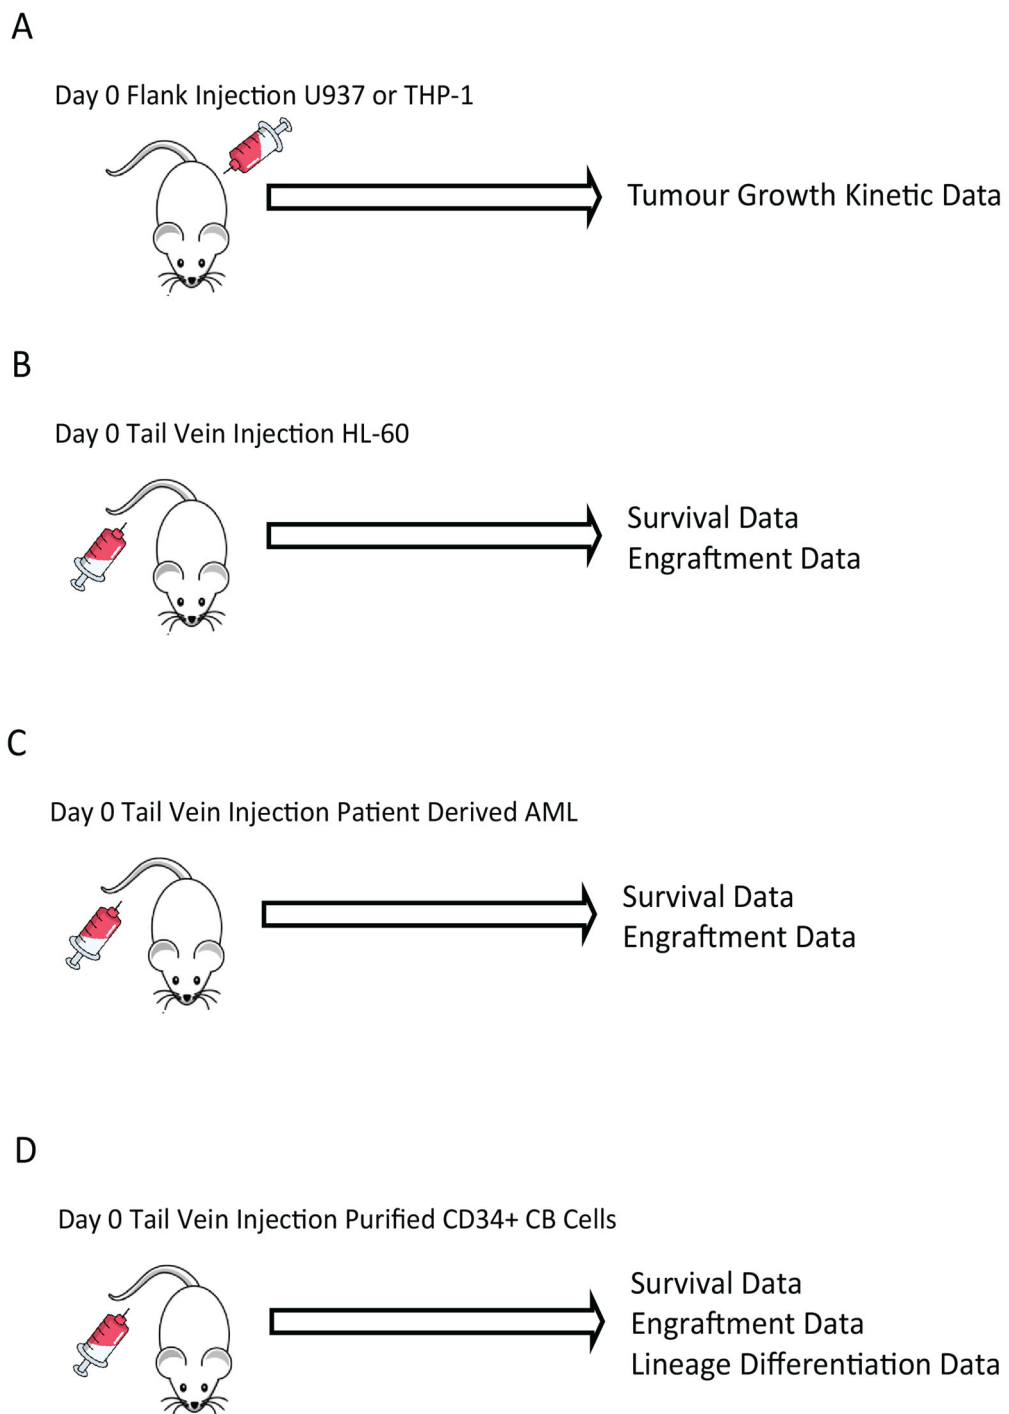 A
Day 0 Flank Injection U937 or THP-1
Tumour Growth Kinetic Data
B
Day 0 Tail Vein Injection HL-60
Survival Data
Engraftment Data
C
Day 0 Tail Vein Injection Patient Derived AML
Survival Data
Engraftment Data
D
Day 0 Tail Vein Injection Purified CD34+ CB Cells
Survival Data
Engraftment Data
Lineage Differentiation Data